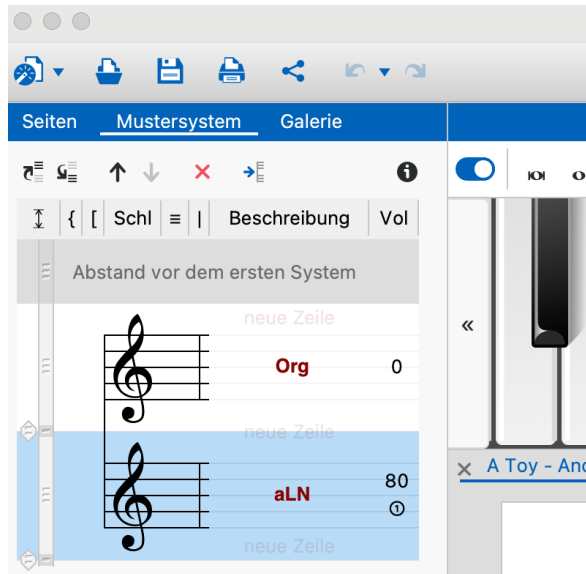 Seiten Mustersystem Galerie
{ [ Schl ≡ | Beschreibung Vol
Abstand vor dem ersten System
neue Zeile
«
Org 0
neue Zeile
× A Toy - And
80
aLN
①
neue Zeile